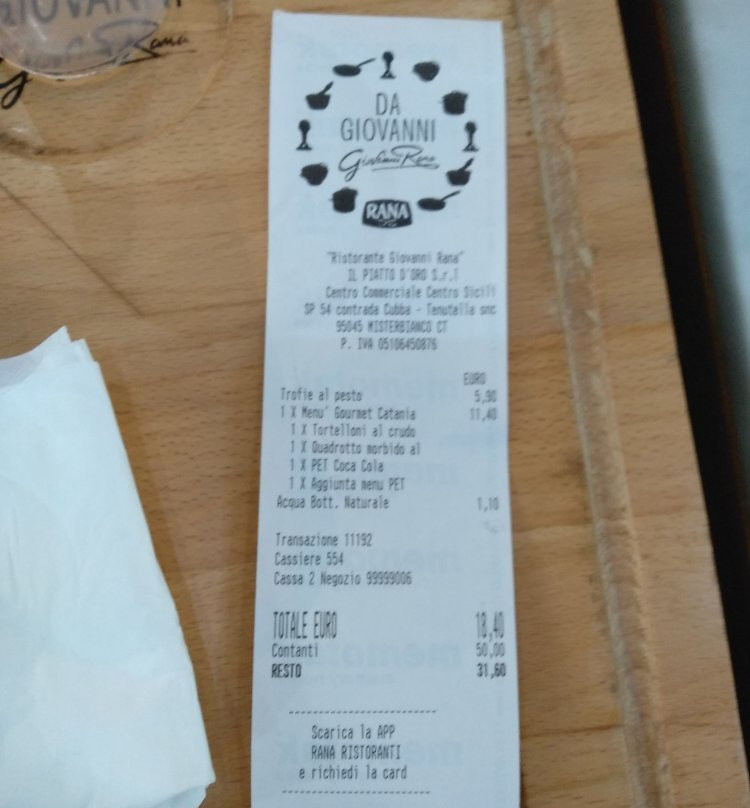 GIOVANNI
Rana
DA
GIOVANNI
Giovanni Rana
RANA
"Ristorante Giovanni Rana"
IL PIATTO D'ORO S.r.l
Centro Commerciale Centro Sicili
SP 54 contrada Cubba - Tenutella snc
95045 MISTERBIANCO CT
P. IVA 05106450876
EURO
Trofie al pesto 5,90
1 X Menu' Gourmet Catania 11,40
1 X Tortelloni al crudo
1 X Quadrotto morbido al
1 X PET Coca Cola
1 X Aggiunta menu PET
Acqua Bott. Naturale 1,10
Transazione 11192
Cassiere 554
Cassa 2 Negozio 99999006
TOTALE EURO 18,40
Contanti 50,00
RESTO 31,60
Scarica la APP
RANA RISTORANTI
e richiedi la card